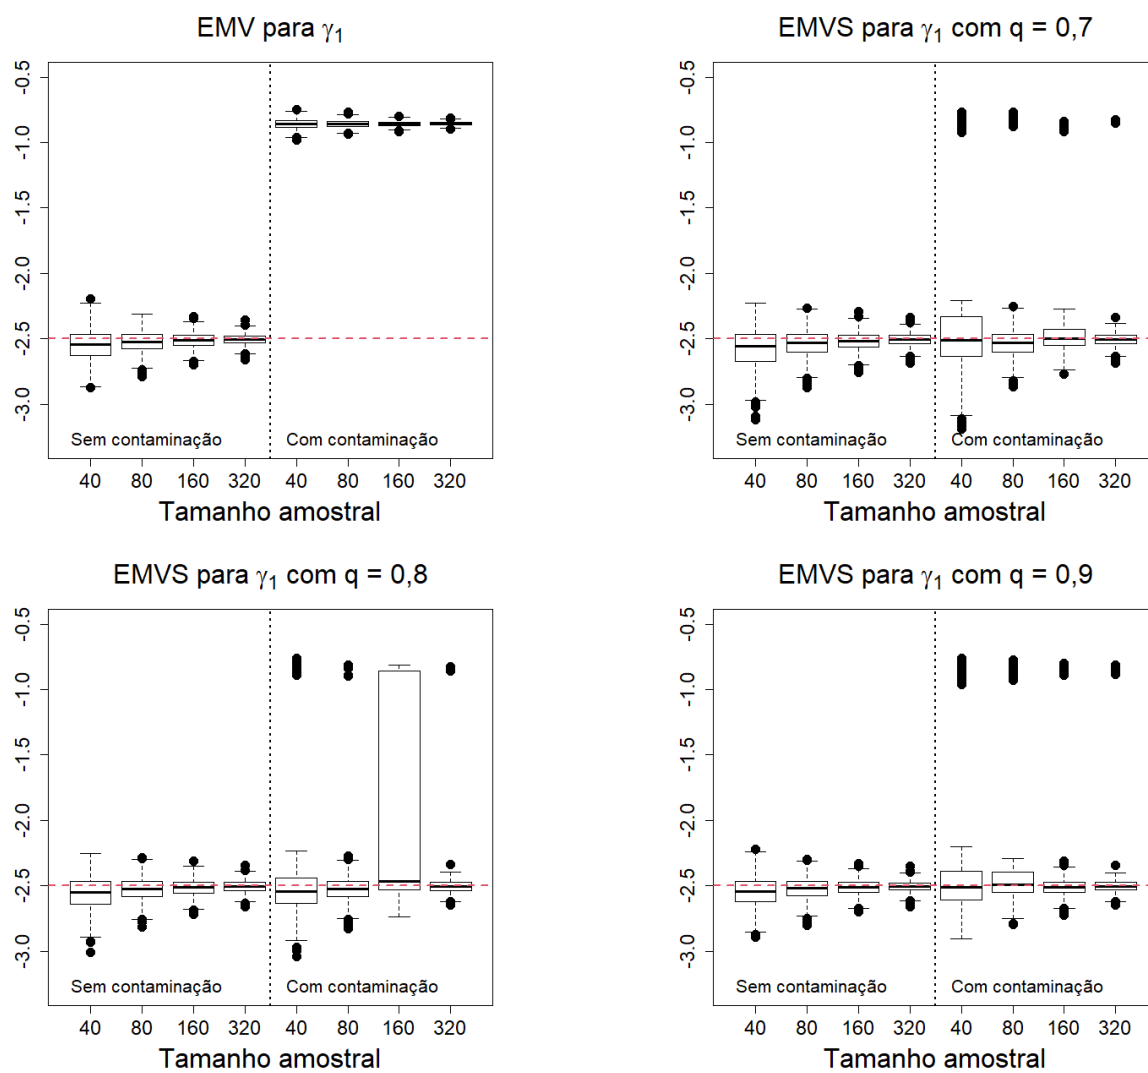 EMV para γ1
-0.5
-1.0
-1.5
-2.0
-2.5
-3.0
Sem contaminação Com contaminação
40 80 160 320 40 80 160 320
Tamanho amostral
EMVS para γ1 com q = 0,7
-0.5
-1.0
-1.5
-2.0
-2.5
-3.0
Sem contaminação Com contaminação
40 80 160 320 40 80 160 320
Tamanho amostral
EMVS para γ1 com q = 0,8
-0.5
-1.0
-1.5
-2.0
-2.5
-3.0
Sem contaminação Com contaminação
40 80 160 320 40 80 160 320
Tamanho amostral
EMVS para γ1 com q = 0,9
-0.5
-1.0
-1.5
-2.0
-2.5
-3.0
Sem contaminação Com contaminação
40 80 160 320 40 80 160 320
Tamanho amostral